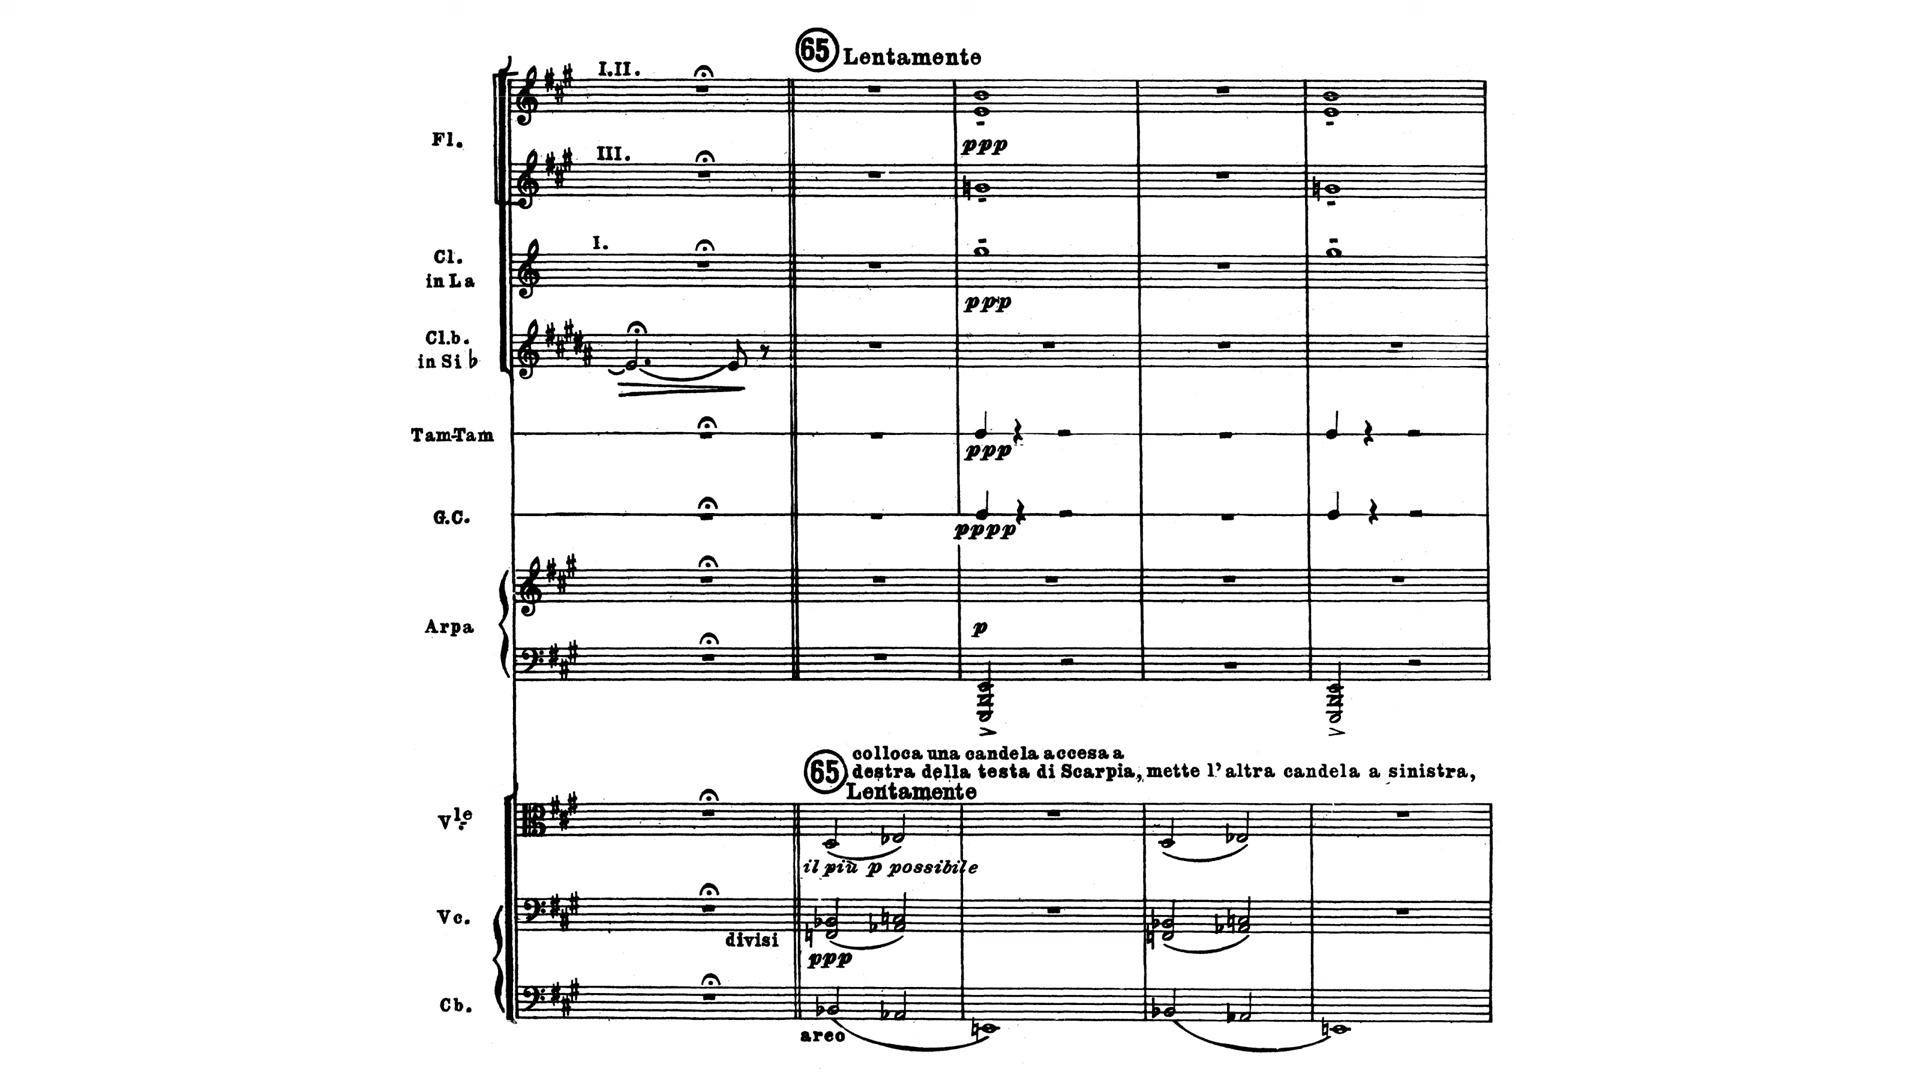 65 Lentamente
I.II.
Fl.
ppp
III.
I.
Cl.
in La
ppp
Cl.b.
in Si♭
Tam-Tam
ppp
G.C.
pppp
Arpa
p
colloca una candela accesa a
65 destra della testa di Scarpia, mette l'altra candela a sinistra,
Lentamente
Vle
il più p possibile
Vc.
divisi
ppp
Cb.
arco